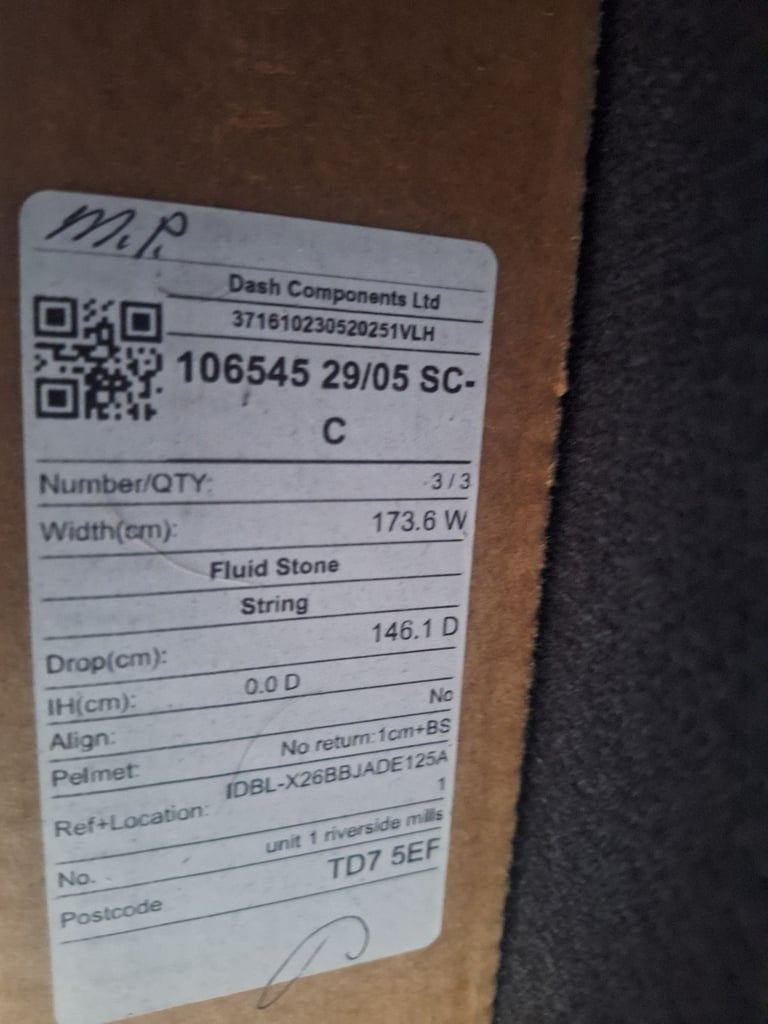 M.P.
Dash Components Ltd
371610230520251VLH
106545 29/05 SC-
C
Number/QTY: 3/3
Width(cm): 173.6 W
Fluid Stone
String
Drop(cm): 146.1 D
IH(cm): 0.0 D
Align: No
Pelmet: No return:1cm+BS
Ref+Location: IDBL-X26BBJADE125A
1
No. unit 1 riverside mills
Postcode TD7 5EF